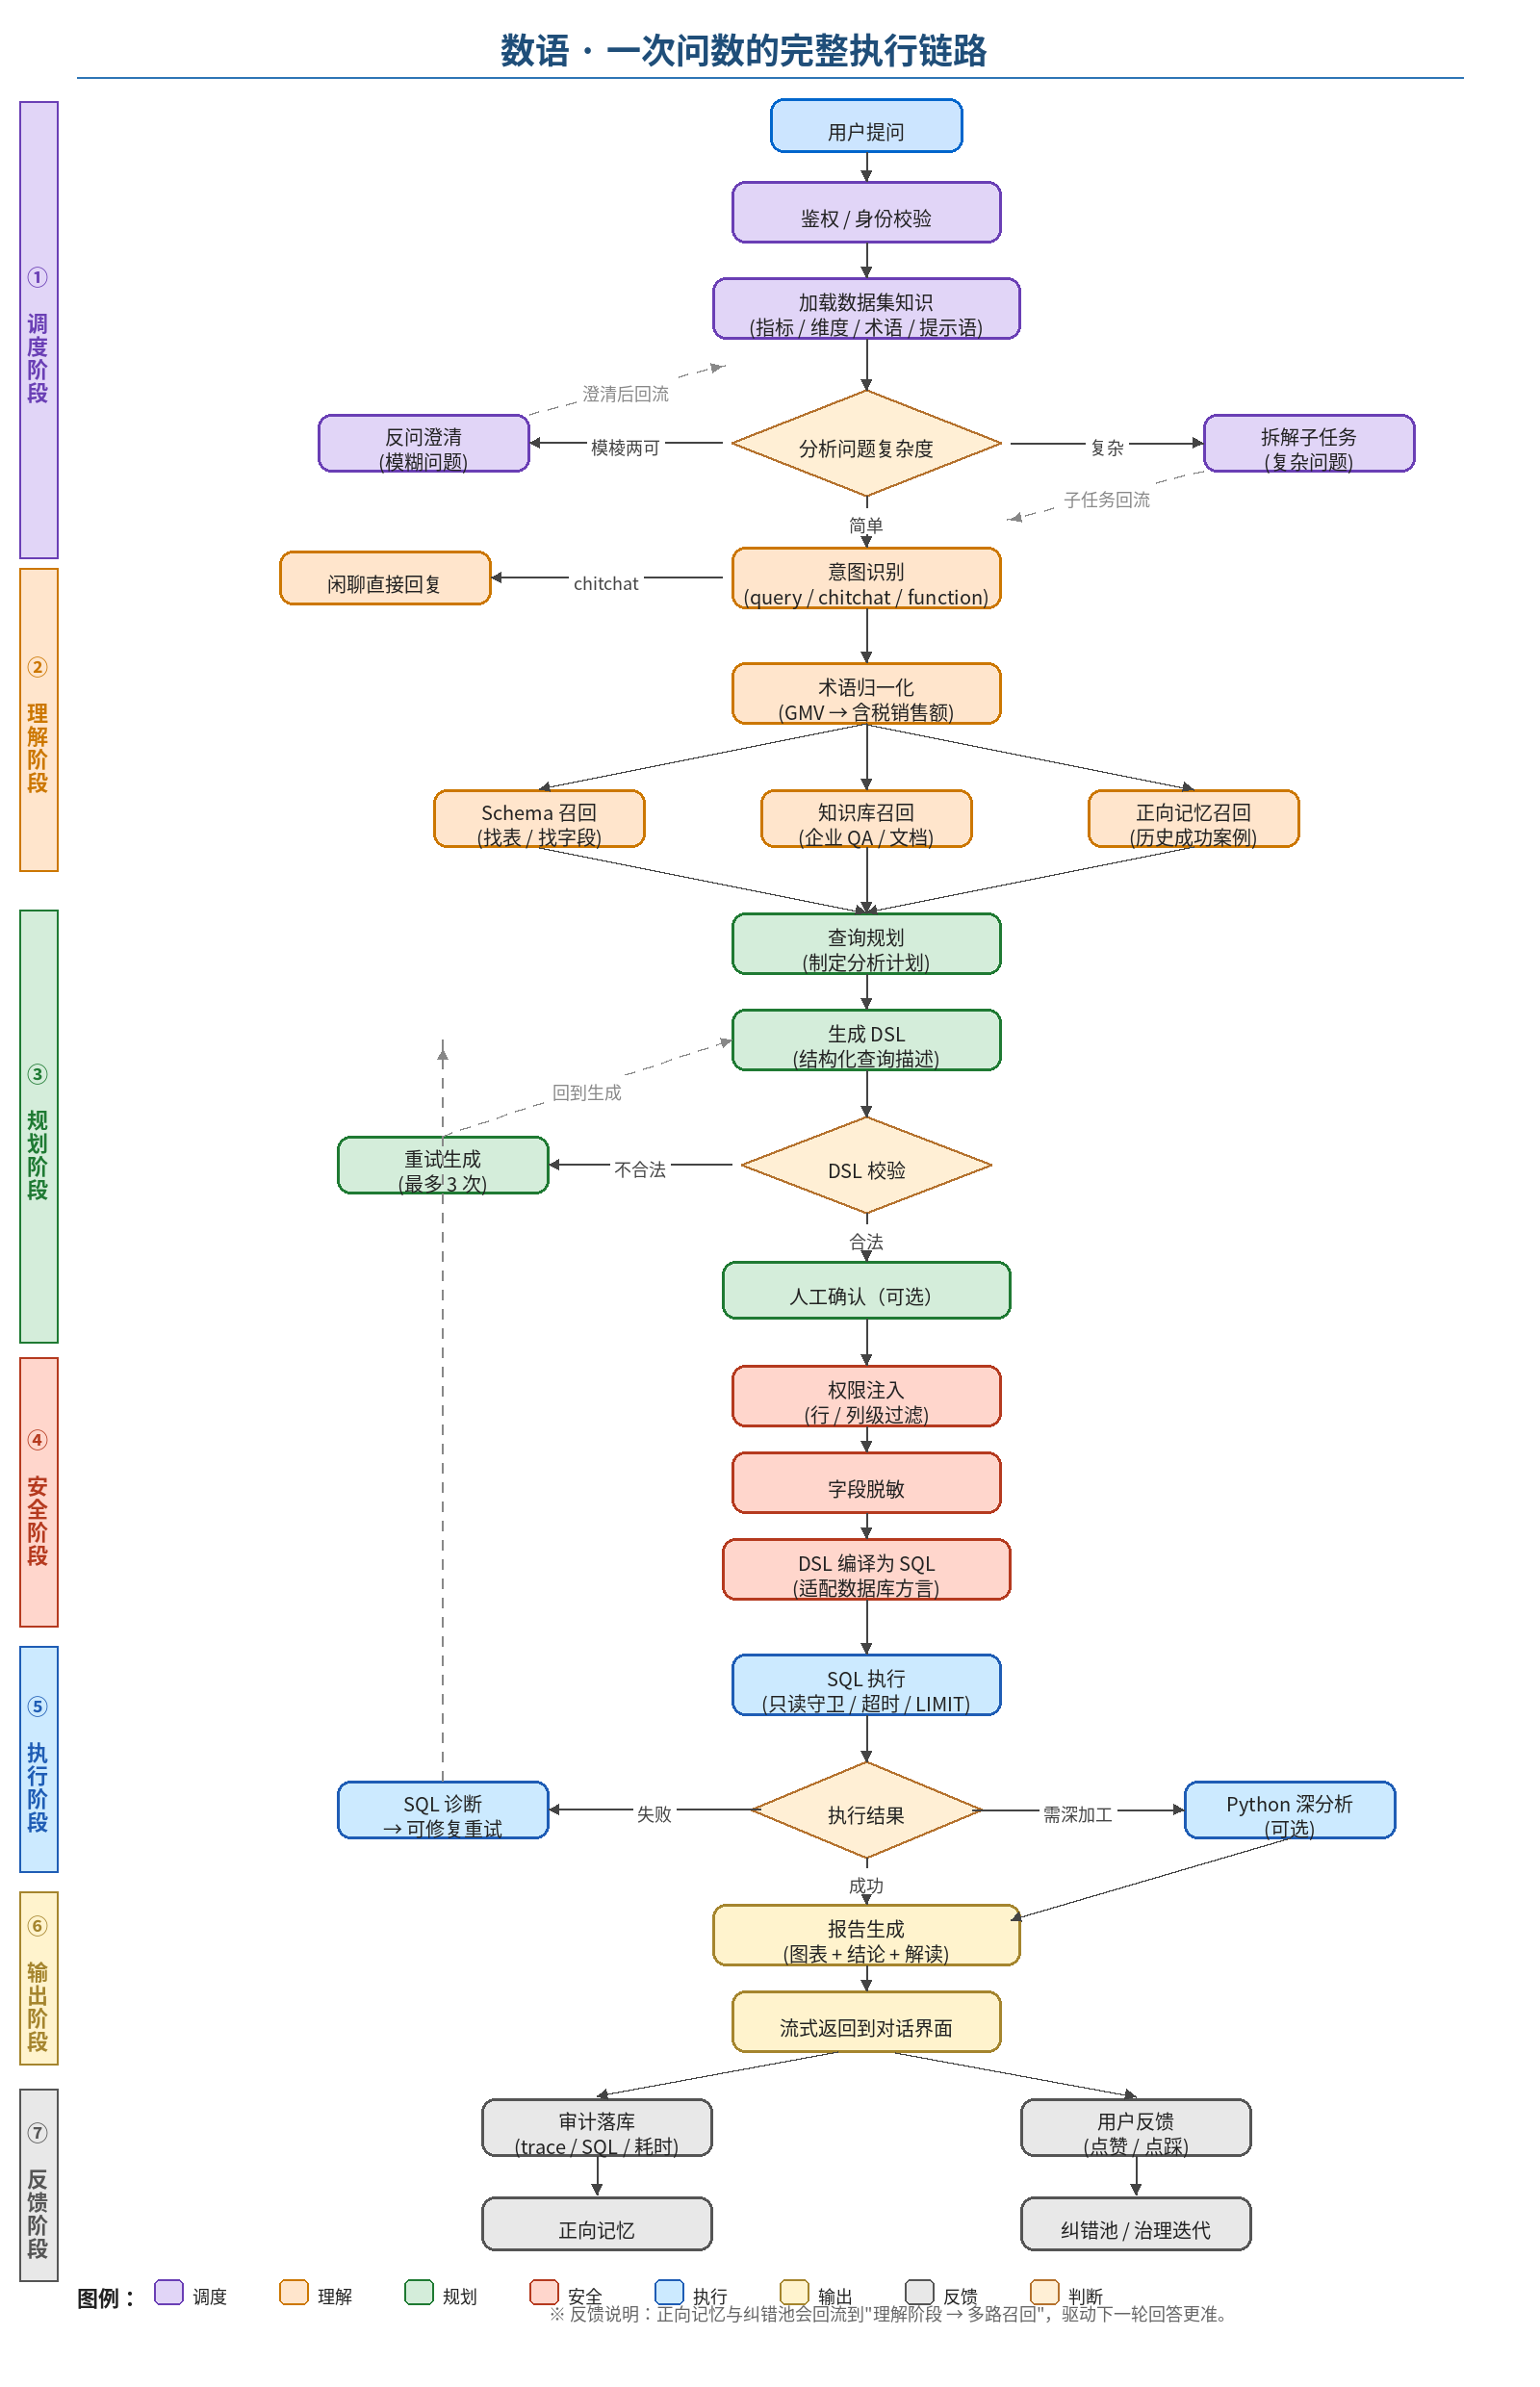 数语 · 一次问数的完整执行链路
① 调度阶段
用户提问
鉴权 / 身份校验
加载数据集知识
(指标 / 维度 / 术语 / 提示语)
澄清后回流
反问澄清
(模糊问题)
模棱两可
分析问题复杂度
复杂
拆解子任务
(复杂问题)
子任务回流
简单
② 理解阶段
闲聊直接回复
chitchat
意图识别
(query / chitchat / function)
术语归一化
(GMV → 含税销售额)
Schema 召回
(找表 / 找字段)
知识库召回
(企业 QA / 文档)
正向记忆召回
(历史成功案例)
③ 规划阶段
查询规划
(制定分析计划)
生成 DSL
(结构化查询描述)
回到生成
重试生成
(最多 3 次)
不合法
DSL 校验
合法
人工确认（可选）
④ 安全阶段
权限注入
(行 / 列级过滤)
字段脱敏
DSL 编译为 SQL
(适配数据库方言)
⑤ 执行阶段
SQL 执行
(只读守卫 / 超时 / LIMIT)
SQL 诊断
→ 可修复重试
失败
执行结果
需深加工
Python 深分析
(可选)
成功
⑥ 输出阶段
报告生成
(图表 + 结论 + 解读)
流式返回到对话界面
⑦ 反馈阶段
审计落库
(trace / SQL / 耗时)
用户反馈
(点赞 / 点踩)
正向记忆
纠错池 / 治理迭代
图例： 调度 理解 规划 安全 执行 输出 反馈 判断
※ 反馈说明：正向记忆与纠错池会回流到"理解阶段 → 多路召回"，驱动下一轮回答更准。